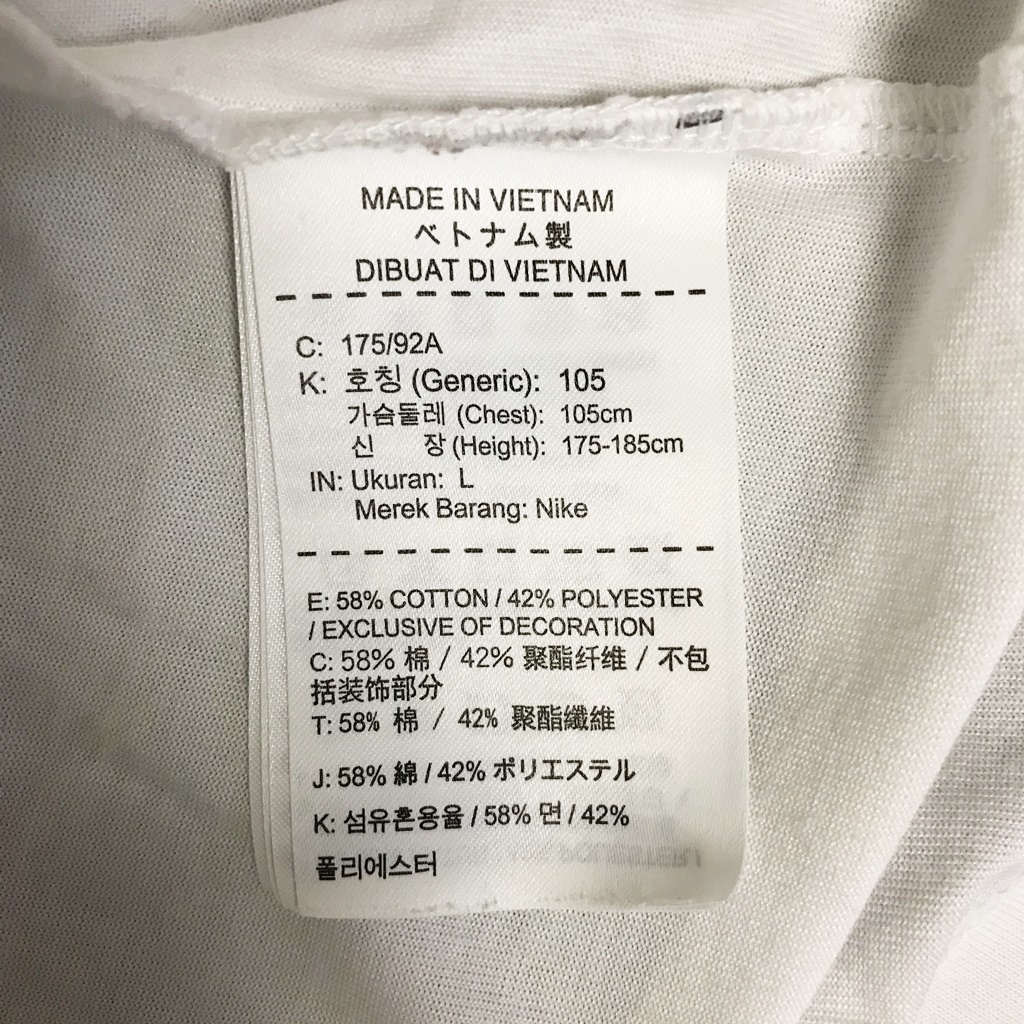 MADE IN VIETNAM
ベトナム製
DIBUAT DI VIETNAM
C: 175/92A
K: 호칭 (Generic): 105
가슴둘레 (Chest): 105cm
신 장 (Height): 175-185cm
IN: Ukuran: L
Merek Barang: Nike
E: 58% COTTON / 42% POLYESTER
/ EXCLUSIVE OF DECORATION
C: 58% 棉 / 42% 聚酯纤维 / 不包
括装饰部分
T: 58% 棉 / 42% 聚酯纖維
J: 58% 綿 / 42% ポリエステル
K: 섬유혼용율 / 58% 면 / 42%
폴리에스터